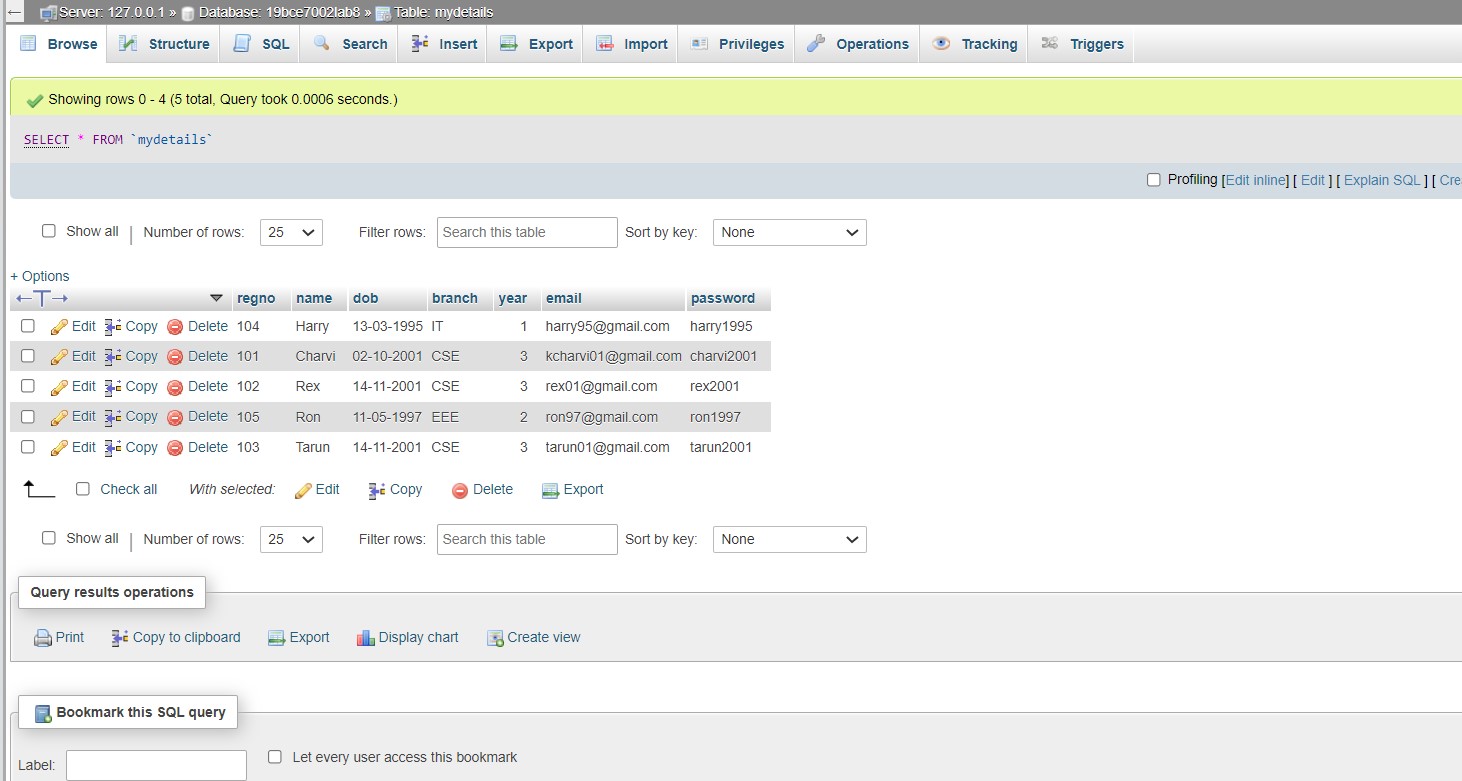 Server: 127.0.0.1 » Database: 19bce7002lab8 » Table: mydetails
Browse Structure SQL Search Insert Export Import Privileges Operations Tracking Triggers
Showing rows 0 - 4 (5 total, Query took 0.0006 seconds.)
SELECT * FROM `mydetails`
Profiling [Edit inline] [ Edit ] [ Explain SQL ] [ Cre
Show all | Number of rows: 25 Filter rows: Search this table Sort by key: None
+ Options
←T→ regno name dob branch year email password
Edit Copy Delete 104 Harry 13-03-1995 IT 1 harry95@gmail.com harry1995
Edit Copy Delete 101 Charvi 02-10-2001 CSE 3 kcharvi01@gmail.com charvi2001
Edit Copy Delete 102 Rex 14-11-2001 CSE 3 rex01@gmail.com rex2001
Edit Copy Delete 105 Ron 11-05-1997 EEE 2 ron97@gmail.com ron1997
Edit Copy Delete 103 Tarun 14-11-2001 CSE 3 tarun01@gmail.com tarun2001
Check all With selected: Edit Copy Delete Export
Show all | Number of rows: 25 Filter rows: Search this table Sort by key: None
Query results operations
Print Copy to clipboard Export Display chart Create view
Bookmark this SQL query
Label: Let every user access this bookmark